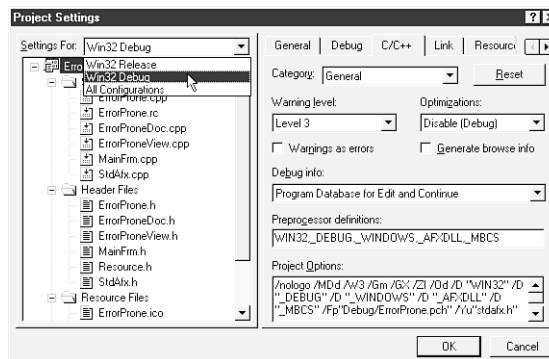 Project Settings
Settings For: Win32 Debug
Win32 Release
Win32 Debug
All Configurations
ErrorProne.cpp
ErrorProne.rc
ErrorProneDoc.cpp
ErrorProneView.cpp
MainFrm.cpp
StdAfx.cpp
Header Files
ErrorProne.h
ErrorProneDoc.h
ErrorProneView.h
MainFrm.h
Resource.h
StdAfx.h
Resource Files
ErrorProne.ico
General Debug C/C++ Link Resourc
Category: General Reset
Warning level: Optimizations:
Level 3 Disable (Debug)
Warnings as errors Generate browse info
Debug info:
Program Database for Edit and Continue
Preprocessor definitions:
WIN32,_DEBUG,_WINDOWS,_AFXDLL,_MBCS
Project Options:
/nologo /MDd /W3 /Gm /GX /ZI /Od /D "WIN32" /D
"_DEBUG" /D "_WINDOWS" /D "_AFXDLL" /D
"_MBCS" /Fp"Debug/ErrorProne.pch" /Yu"stdafx.h"
OK Cancel